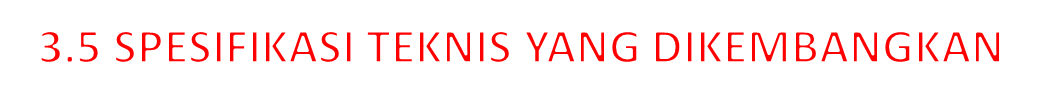 3.5 SPESIFIKASI TEKNIS YANG DIKEMBANGKAN